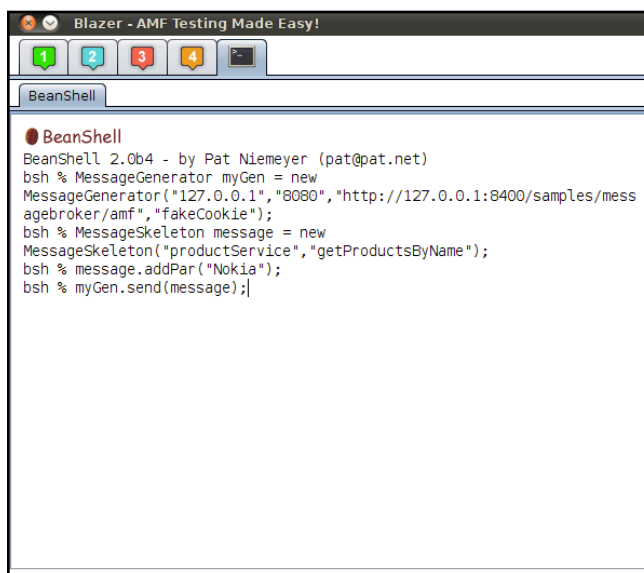 Blazer - AMF Testing Made Easy!
1 2 3 4 >_
BeanShell
BeanShell
BeanShell 2.0b4 - by Pat Niemeyer (pat@pat.net)
bsh % MessageGenerator myGen = new
MessageGenerator("127.0.0.1","8080","http://127.0.0.1:8400/samples/mess
agebroker/amf","fakeCookie");
bsh % MessageSkeleton message = new
MessageSkeleton("productService","getProductsByName");
bsh % message.addPar("Nokia");
bsh % myGen.send(message);